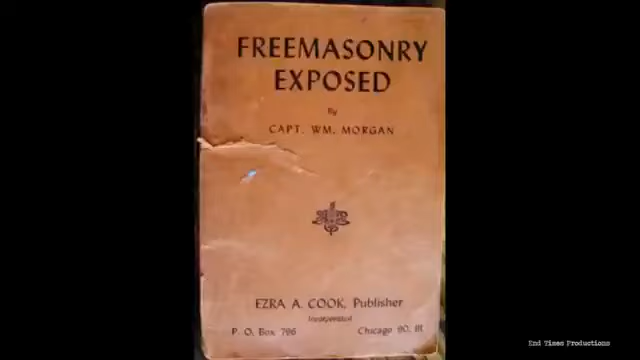 FREEMASONRY
EXPOSED
By
CAPT. WM. MORGAN
EZRA A. COOK, Publisher
Incorporated
P. O. Box 796 Chicago 90, Ill.
End Times Productions